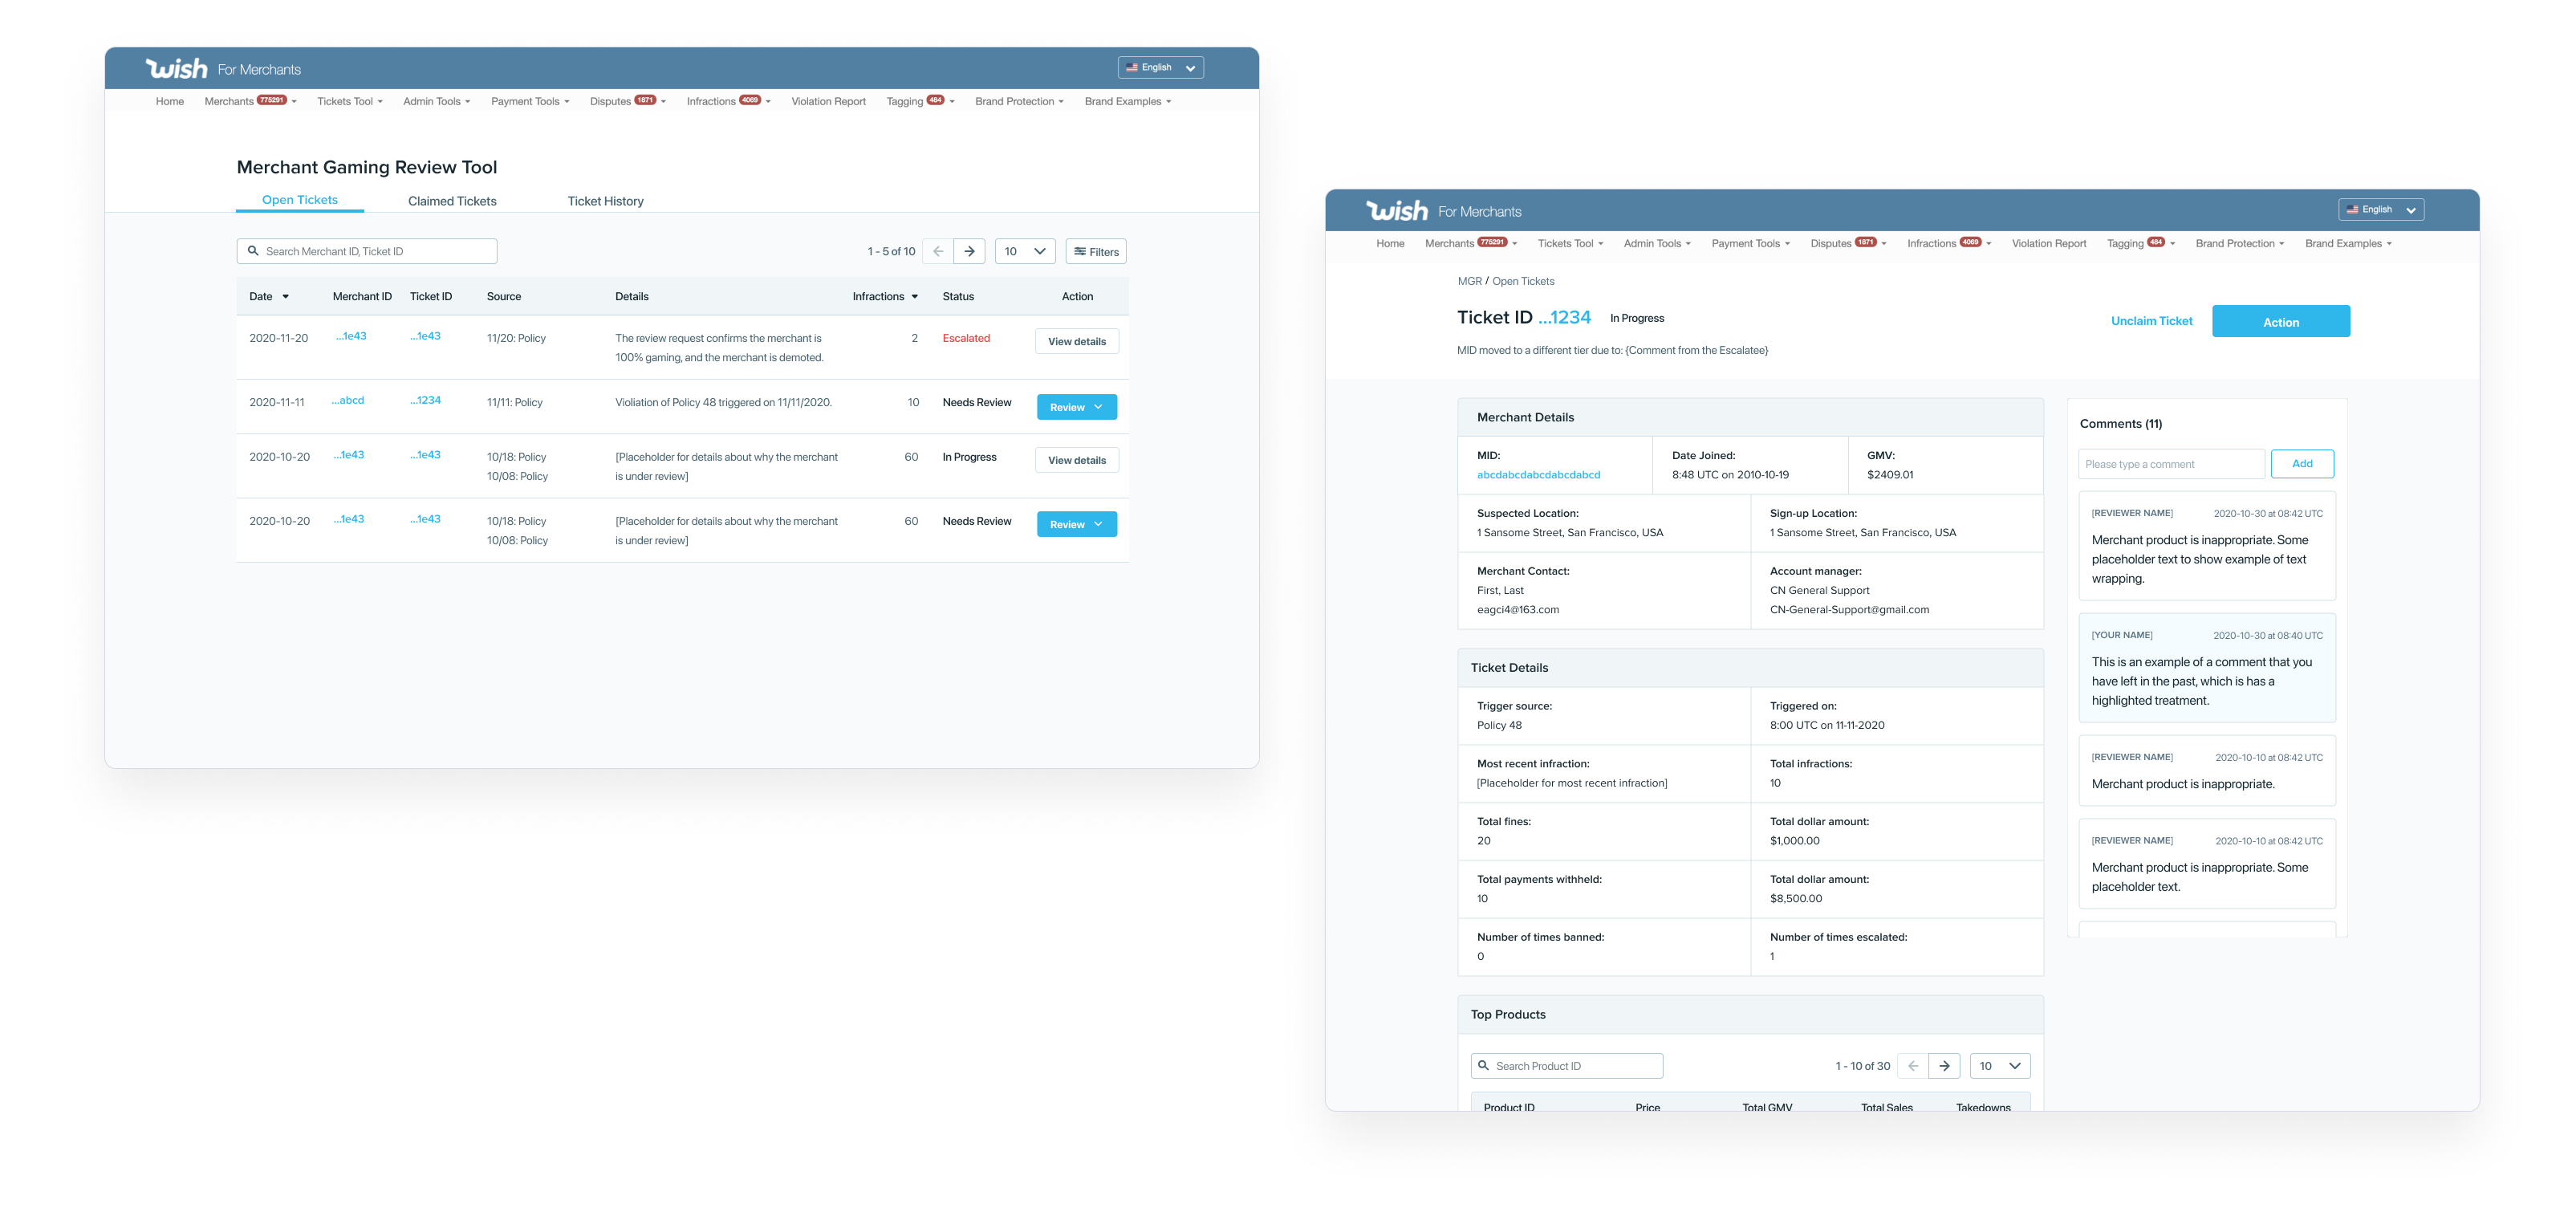 wish For Merchants English
Home Merchants 775291 Tickets Tool Admin Tools Payment Tools Disputes 1871 Infractions 4069 Violation Report Tagging 484 Brand Protection Brand Examples
Merchant Gaming Review Tool
Open Tickets Claimed Tickets Ticket History
Search Merchant ID, Ticket ID 1 - 5 of 10 10 Filters
Date Merchant ID Ticket ID Source Details Infractions Status Action
2020-11-20 ...1e43 ...1e43 11/20: Policy The review request confirms the merchant is 2 Escalated View details
100% gaming, and the merchant is demoted.
2020-11-11 ...abcd ...1234 11/11: Policy Violiation of Policy 48 triggered on 11/11/2020. 10 Needs Review Review
2020-10-20 ...1e43 ...1e43 10/18: Policy [Placeholder for details about why the merchant 60 In Progress View details
10/08: Policy is under review]
2020-10-20 ...1e43 ...1e43 10/18: Policy [Placeholder for details about why the merchant 60 Needs Review Review
10/08: Policy is under review]
wish For Merchants English
Home Merchants 775291 Tickets Tool Admin Tools Payment Tools Disputes 1871 Infractions 4069 Violation Report Tagging 484 Brand Protection Brand Examples
MGR / Open Tickets
Ticket ID ...1234 In Progress Unclaim Ticket Action
MID moved to a different tier due to: {Comment from the Escalatee}
Merchant Details
MID: Date Joined: GMV:
abcdabcdabcdabcdabcd 8:48 UTC on 2010-10-19 $2409.01
Suspected Location: Sign-up Location:
1 Sansome Street, San Francisco, USA 1 Sansome Street, San Francisco, USA
Merchant Contact: Account manager:
First, Last CN General Support
eagci4@163.com CN-General-Support@gmail.com
Ticket Details
Trigger source: Triggered on:
Policy 48 8:00 UTC on 11-11-2020
Most recent infraction: Total infractions:
[Placeholder for most recent infraction] 10
Total fines: Total dollar amount:
20 $1,000.00
Total payments withheld: Total dollar amount:
10 $8,500.00
Number of times banned: Number of times escalated:
0 1
Top Products
Search Product ID 1 - 10 of 30 10
Product ID Price Total GMV Total Sales Takedowns
Comments (11)
Please type a comment Add
[REVIEWER NAME] 2020-10-30 at 08:42 UTC
Merchant product is inappropriate. Some
placeholder text to show example of text
wrapping.
[YOUR NAME] 2020-10-30 at 08:40 UTC
This is an example of a comment that you
have left in the past, which is has a
highlighted treatment.
[REVIEWER NAME] 2020-10-10 at 08:42 UTC
Merchant product is inappropriate.
[REVIEWER NAME] 2020-10-10 at 08:42 UTC
Merchant product is inappropriate. Some
placeholder text.